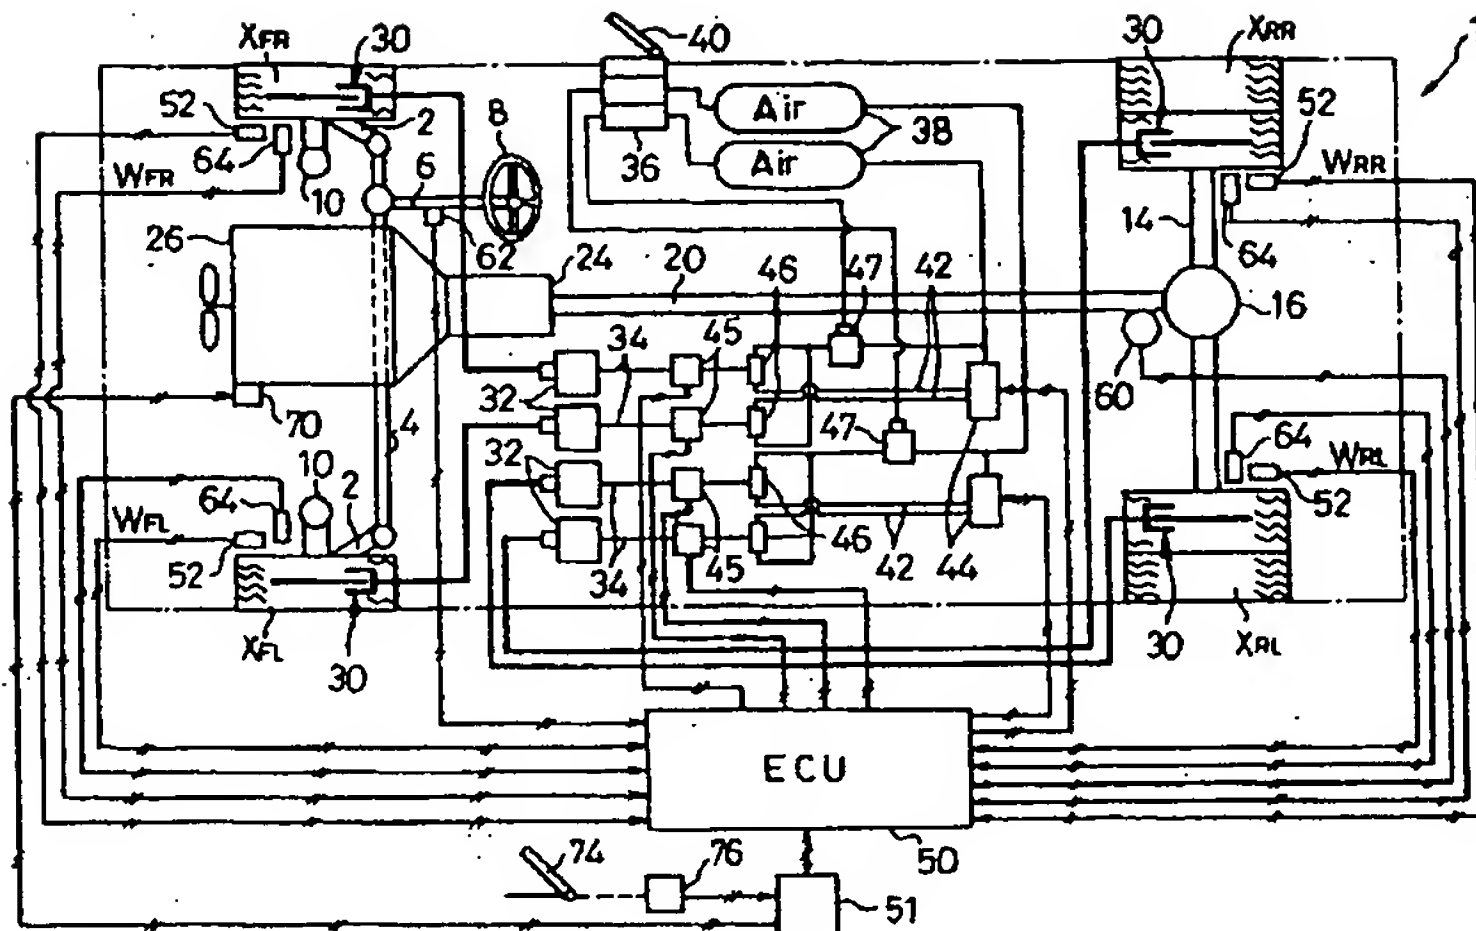 XFR 30 40 30 XRR 1
52 2 8 Air 38 52
64 6 Air 36 WRR
WFR 10 14
26 62 24 20 46 47 42 64
16
34 45
32 60
70 4 47
32 64
10 WRL
64 2 52
WFL
52 34 45 46 42 44
XFL 30 30 XRL
ECU
74 76 50
51